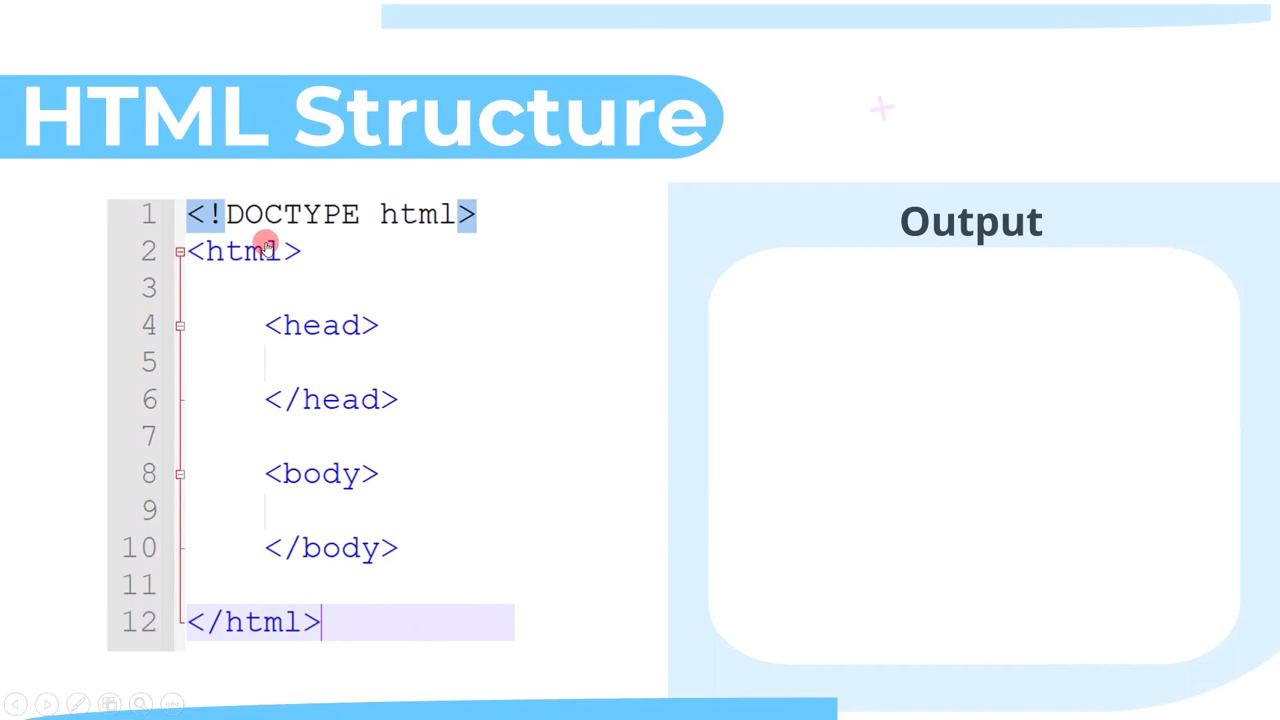 HTML Structure
1 <!DOCTYPE html>
2 <html>
3
4 <head>
5
6 </head>
7
8 <body>
9
10 </body>
11
12 </html>
Output